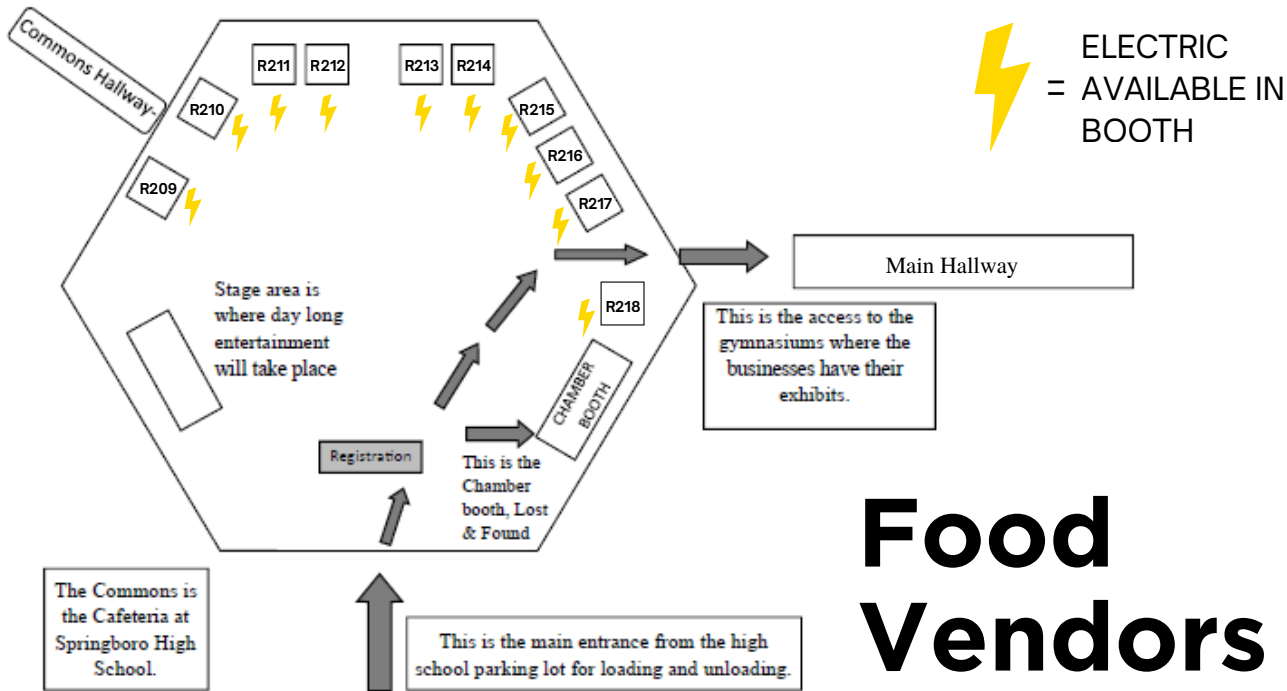 Commons Hallway-
R211
R212
R213
R214
R210
R215
R216
R209
R217
ELECTRIC
= AVAILABLE IN
BOOTH
Main Hallway
Stage area is
where day long
entertainment
will take place
R218
This is the access to the
gymnasiums where the
businesses have their
exhibits.
CHAMBER
BOOTH
Registration
This is the
Chamber
booth, Lost
& Found
Food
Vendors
The Commons is
the Cafeteria at
Springboro High
School.
This is the main entrance from the high
school parking lot for loading and unloading.